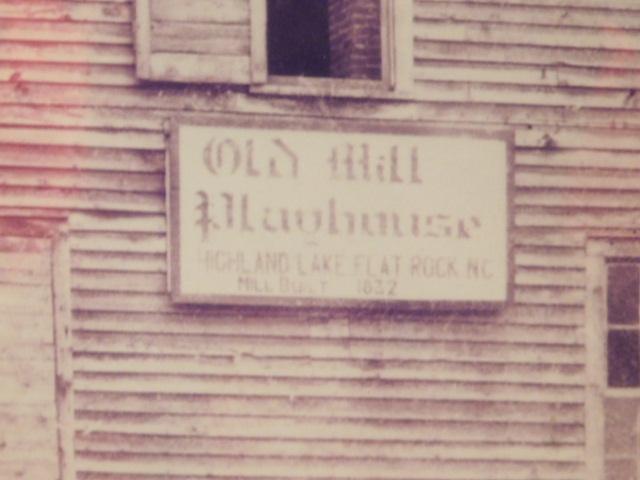 Old Mill
Playhouse
HIGHLAND LAKE FLAT ROCK NC
MILL BUILT 1832